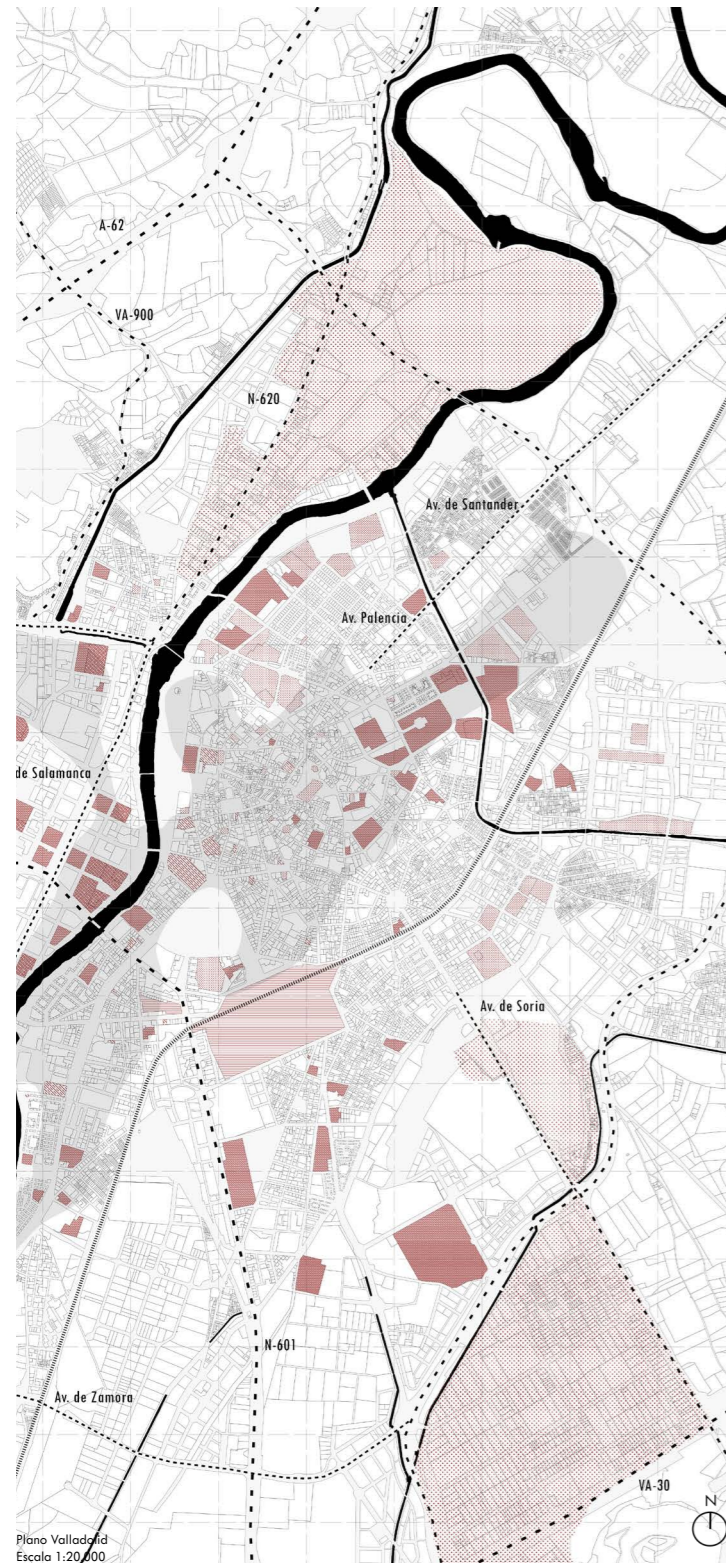 A-62
VA-900
N-620
Av. de Santander
Av. Palencia
de Salamanca
Av. de Soria
N-601
Av. de Zamora
VA-30
N
Plano Valladolid
Escala 1:20,000